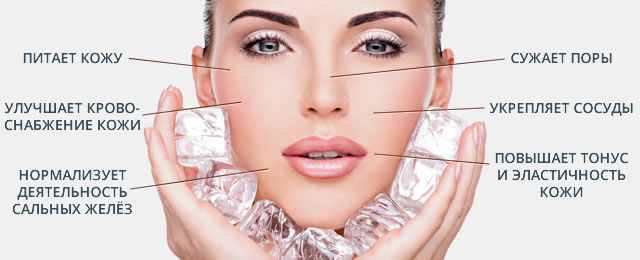 ПИТАЕТ КОЖУ
УЛУЧШАЕТ КРОВО-
СНАБЖЕНИЕ КОЖИ
НОРМАЛИЗУЕТ
ДЕЯТЕЛЬНОСТЬ
САЛЬНЫХ ЖЕЛЁЗ
СУЖАЕТ ПОРЫ
УКРЕПЛЯЕТ СОСУДЫ
ПОВЫШАЕТ ТОНУС
И ЭЛАСТИЧНОСТЬ
КОЖИ